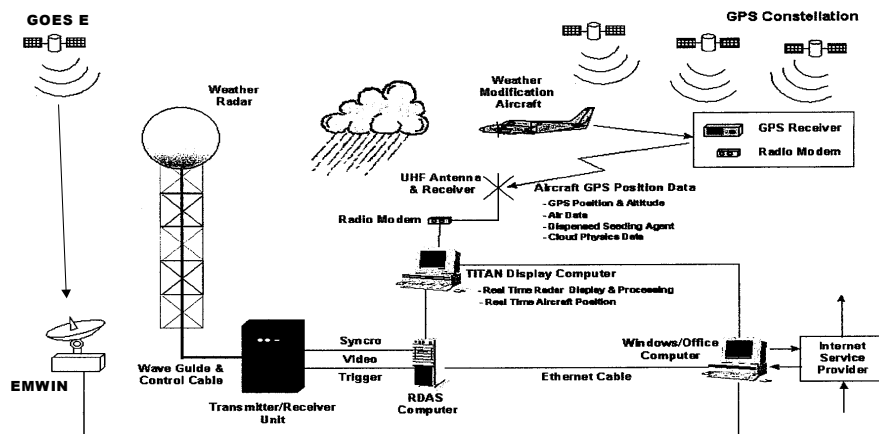 GOES E
GPS Constellation
Weather
Radar
Weather
Modification
Aircraft
GPS Receiver
Radio Modem
UHF Antenna
& Receiver
Aircraft GPS Position Data
- GPS Position & Altitude
- Air Data
- Dispensed Seeding Agent
- Cloud Physics Data
Radio Modem
TITAN Display Computer
- Real Time Radar Display & Processing
- Real Time Aircraft Position
EMWIN
Wave Guide &
Control Cable
Transmitter/Receiver
Unit
Syncro
Video
Trigger
RDAS
Computer
Ethernet Cable
Windows/Office
Computer
Internet
Service
Provider